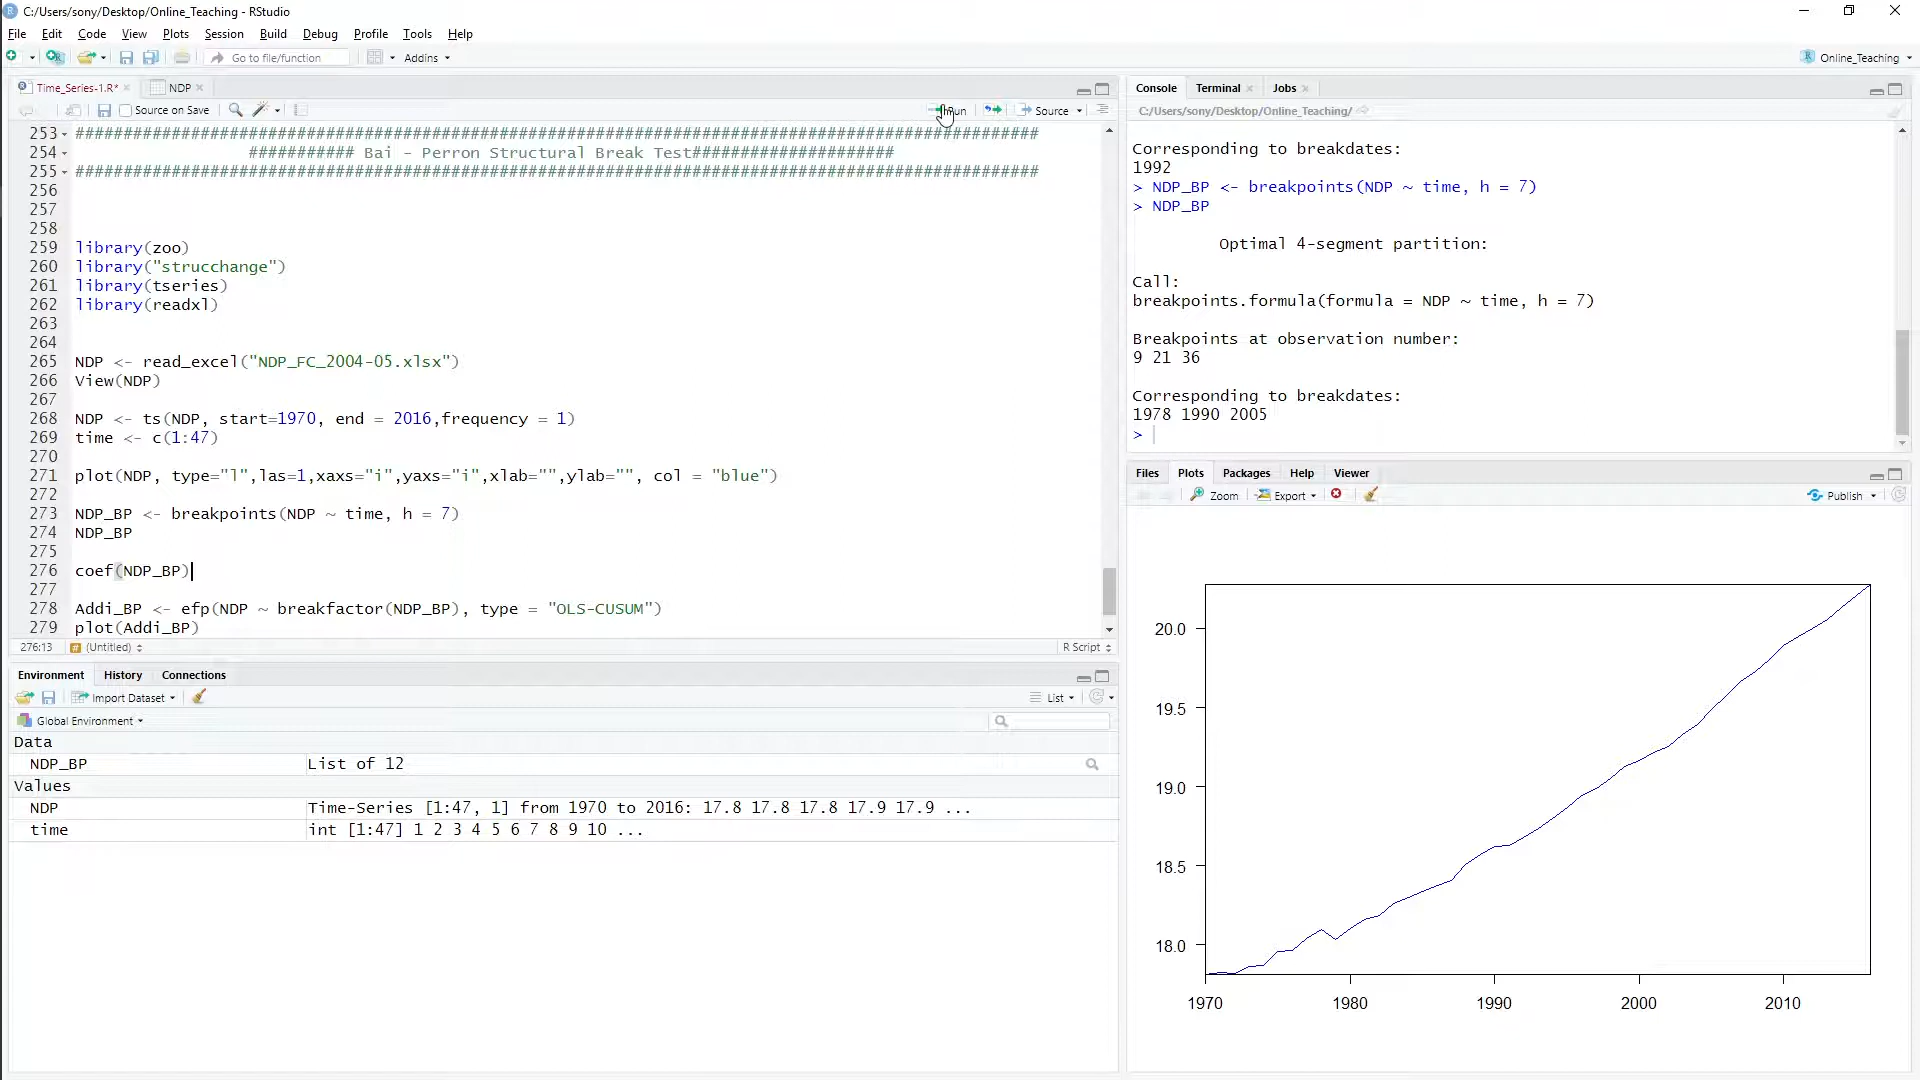 C:/Users/sony/Desktop/Online_Teaching - RStudio
File Edit Code View Plots Session Build Debug Profile Tools Help
Go to file/function Addins Online_Teaching
Time_Series-1.R* NDP
Source on Save Run Source
253 ####################################################################################################
254 ########### Bai - Perron Structural Break Test#####################
255 ####################################################################################################
256
257
258
259 library(zoo)
260 library("strucchange")
261 library(tseries)
262 library(readxl)
263
264
265 NDP <- read_excel("NDP_FC_2004-05.xlsx")
266 View(NDP)
267
268 NDP <- ts(NDP, start=1970, end = 2016,frequency = 1)
269 time <- c(1:47)
270
271 plot(NDP, type="l",las=1,xaxs="i",yaxs="i",xlab="",ylab="", col = "blue")
272
273 NDP_BP <- breakpoints(NDP ~ time, h = 7)
274 NDP_BP
275
276 coef(NDP_BP)
277
278 Addi_BP <- efp(NDP ~ breakfactor(NDP_BP), type = "OLS-CUSUM")
279 plot(Addi_BP)
276:13 # (Untitled) R Script
Environment History Connections
Import Dataset List
Global Environment
Data
NDP_BP List of 12
Values
NDP Time-Series [1:47, 1] from 1970 to 2016: 17.8 17.8 17.8 17.9 17.9 ...
time int [1:47] 1 2 3 4 5 6 7 8 9 10 ...
Console Terminal Jobs
C:/Users/sony/Desktop/Online_Teaching/
Corresponding to breakdates:
1992
> NDP_BP <- breakpoints(NDP ~ time, h = 7)
> NDP_BP
Optimal 4-segment partition:
Call:
breakpoints.formula(formula = NDP ~ time, h = 7)
Breakpoints at observation number:
9 21 36
Corresponding to breakdates:
1978 1990 2005
>
Files Plots Packages Help Viewer
Zoom Export Publish
20.0
19.5
19.0
18.5
18.0
1970 1980 1990 2000 2010